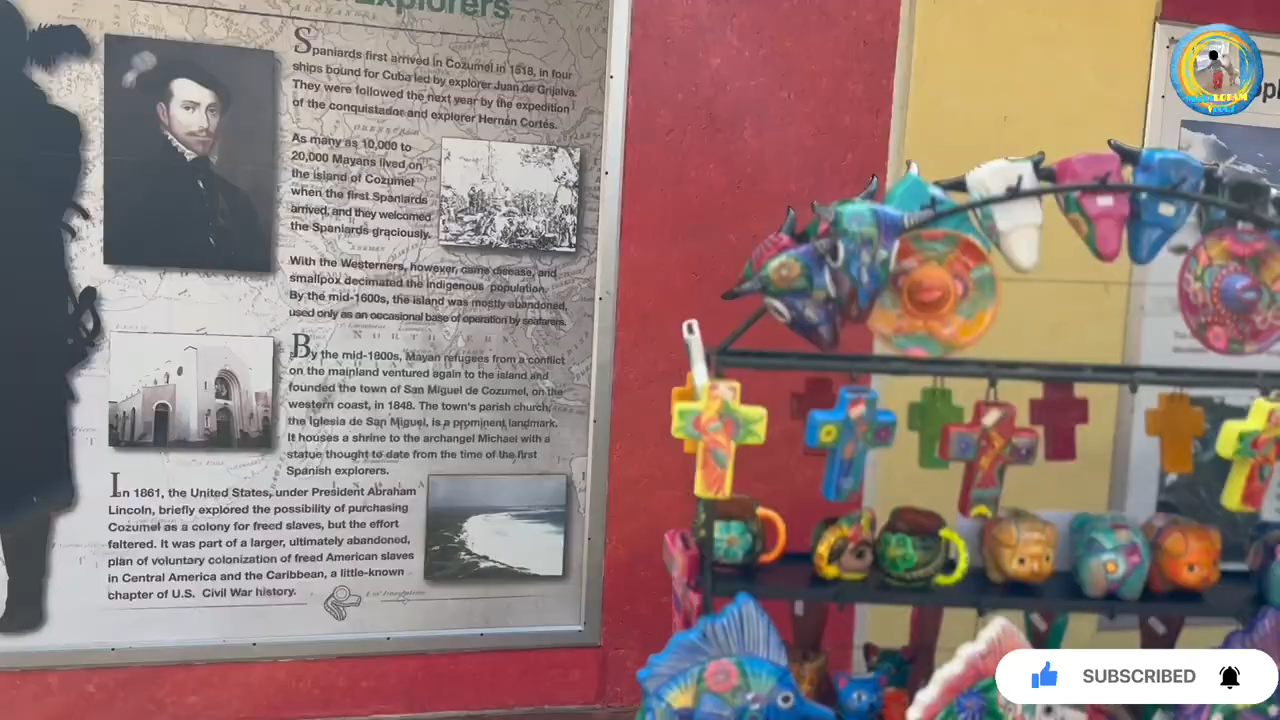 Explorers
Spaniards first arrived in Cozumel in 1518, in four
ships bound for Cuba led by explorer Juan de Grijalva.
They were followed the next year by the expedition
of the conquistador and explorer Hernán Cortés.
As many as 10,000 to
20,000 Mayans lived on
the island of Cozumel
when the first Spaniards
arrived, and they welcomed
the Spaniards graciously.
With the Westerners, however, came disease, and
smallpox decimated the indigenous population.
By the mid-1600s, the island was mostly abandoned,
used only as an occasional base of operation by seafarers.
By the mid-1800s, Mayan refugees from a conflict
on the mainland ventured again to the island and
founded the town of San Miguel de Cozumel, on the
western coast, in 1848. The town's parish church,
the Iglesia de San Miguel, is a prominent landmark.
It houses a shrine to the archangel Michael with a
statue thought to date from the time of the first
Spanish explorers.
In 1861, the United States, under President Abraham
Lincoln, briefly explored the possibility of purchasing
Cozumel as a colony for freed slaves, but the effort
faltered. It was part of a larger, ultimately abandoned,
plan of voluntary colonization of freed American slaves
in Central America and the Caribbean, a little-known
chapter of U.S. Civil War history.
SUBSCRIBED